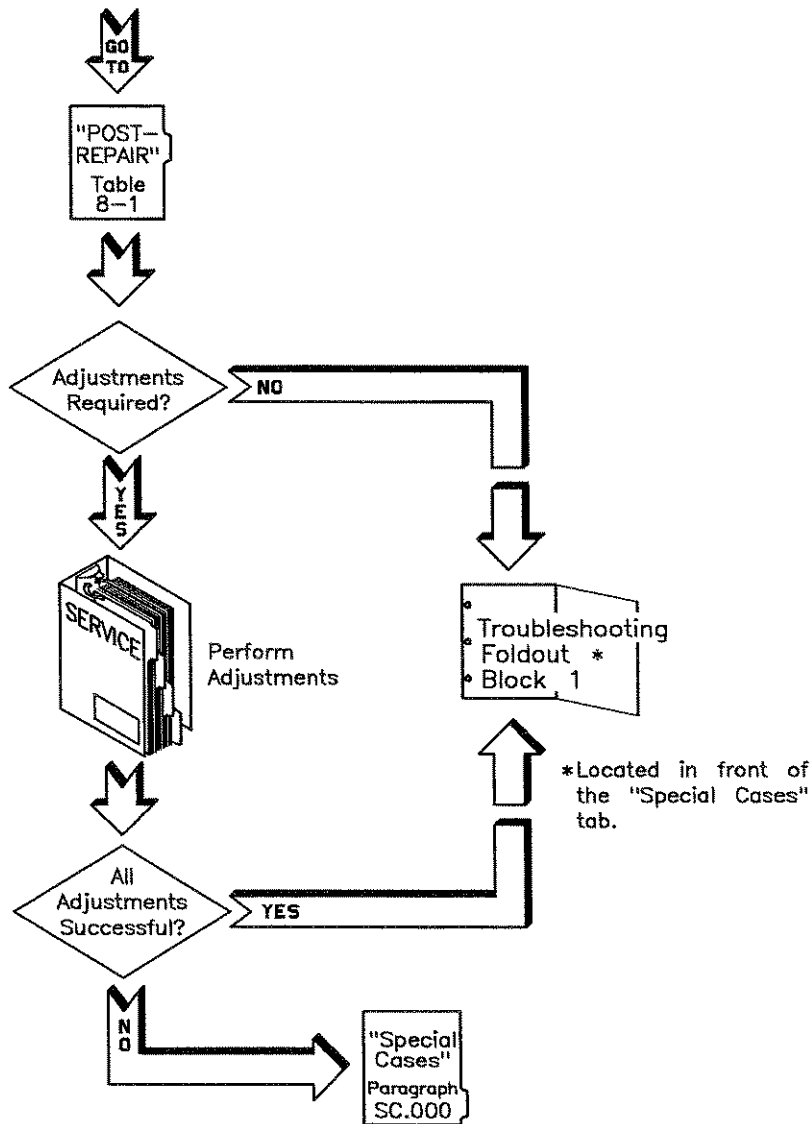 GO
TO
"POST–
REPAIR"
Table
8–1
Adjustments
Required?
NO
YES
SERVICE
Perform
Adjustments
Troubleshooting
Foldout *
Block 1
*Located in front of
the "Special Cases"
tab.
All
Adjustments
Successful?
YES
NO
"Special
Cases"
Paragraph
SC.000